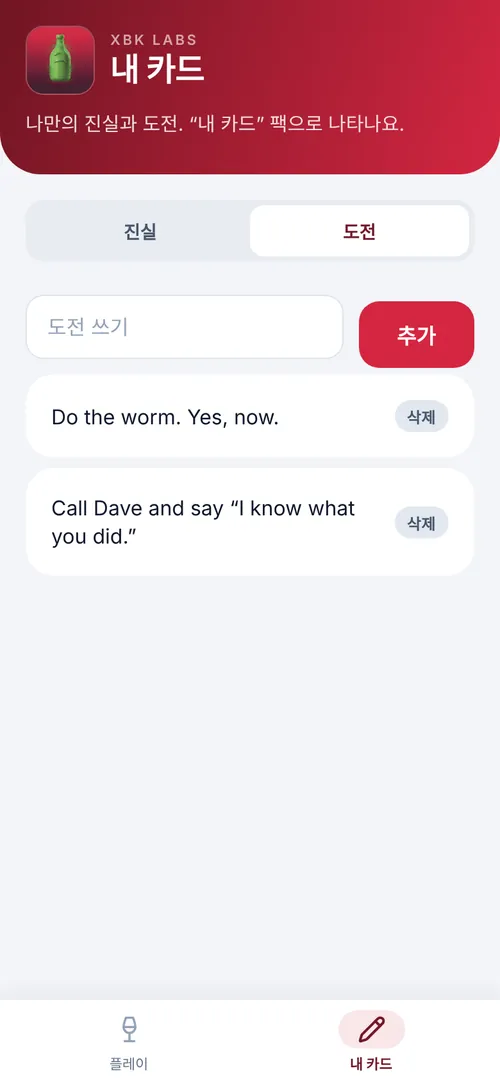 XBK LABS
내 카드
나만의 진실과 도전. “내 카드” 팩으로 나타나요.
진실
도전
도전 쓰기
추가
Do the worm. Yes, now.
삭제
Call Dave and say “I know what
you did.”
삭제
플레이
내 카드